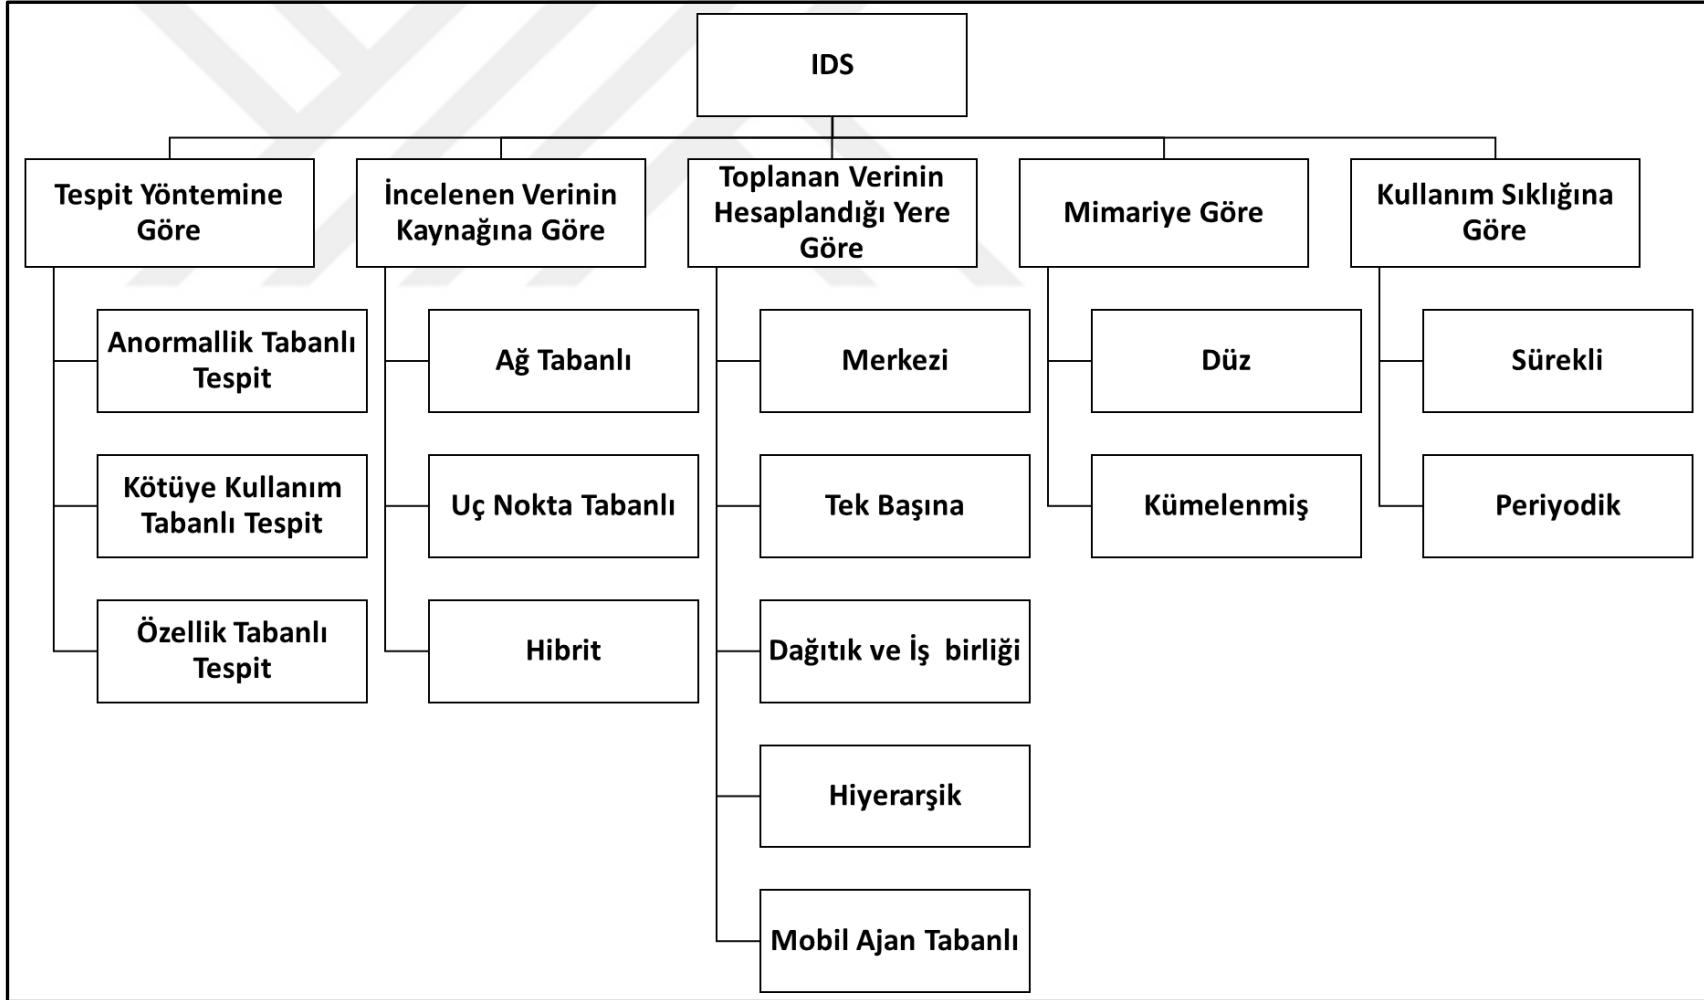 IDS
Tespit Yöntemine
Göre
İncelenen Verinin
Kaynağına Göre
Toplanan Verinin
Hesaplandığı Yere
Göre
Mimariye Göre
Kullanım Sıklığına
Göre
Anormallik Tabanlı
Tespit
Kötüye Kullanım
Tabanlı Tespit
Özellik Tabanlı
Tespit
Ağ Tabanlı
Uç Nokta Tabanlı
Hibrit
Merkezi
Tek Başına
Dağıtık ve İş  birliği
Hiyerarşik
Mobil Ajan Tabanlı
Düz
Kümelenmiş
Sürekli
Periyodik